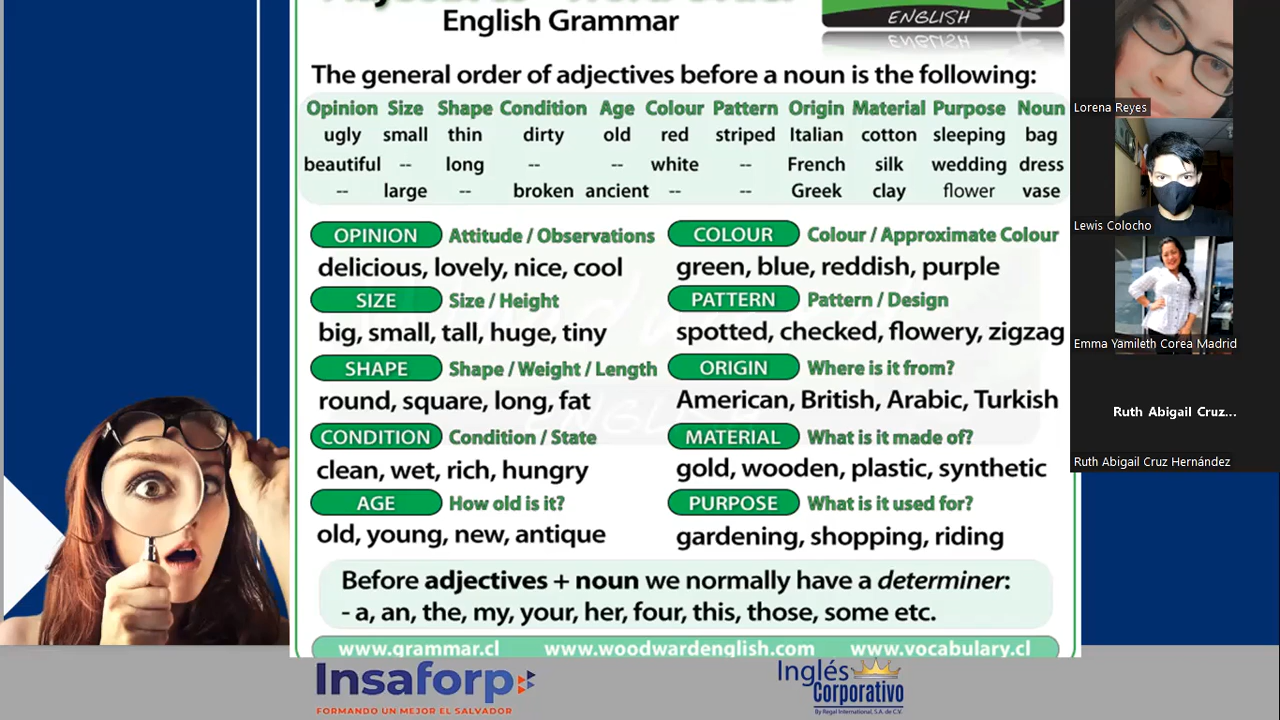 English Grammar
ENGLISH
The general order of adjectives before a noun is the following:
Opinion Size Shape Condition Age Colour Pattern Origin Material Purpose Noun
ugly small thin dirty old red striped Italian cotton sleeping bag
beautiful -- long -- -- white -- French silk wedding dress
-- large -- broken ancient -- -- Greek clay flower vase
OPINION Attitude / Observations
delicious, lovely, nice, cool
SIZE Size / Height
big, small, tall, huge, tiny
SHAPE Shape / Weight / Length
round, square, long, fat
CONDITION Condition / State
clean, wet, rich, hungry
AGE How old is it?
old, young, new, antique
COLOUR Colour / Approximate Colour
green, blue, reddish, purple
PATTERN Pattern / Design
spotted, checked, flowery, zigzag
ORIGIN Where is it from?
American, British, Arabic, Turkish
MATERIAL What is it made of?
gold, wooden, plastic, synthetic
PURPOSE What is it used for?
gardening, shopping, riding
Before adjectives + noun we normally have a determiner:
- a, an, the, my, your, her, four, this, those, some etc.
www.grammar.cl www.woodwardenglish.com www.vocabulary.cl
Insaforp
FORMANDO UN MEJOR EL SALVADOR
Inglés
Corporativo
By Regal International, S.A. de C.V.
Lorena Reyes
Lewis Colocho
Emma Yamileth Corea Madrid
Ruth Abigail Cruz...
Ruth Abigail Cruz Hernández